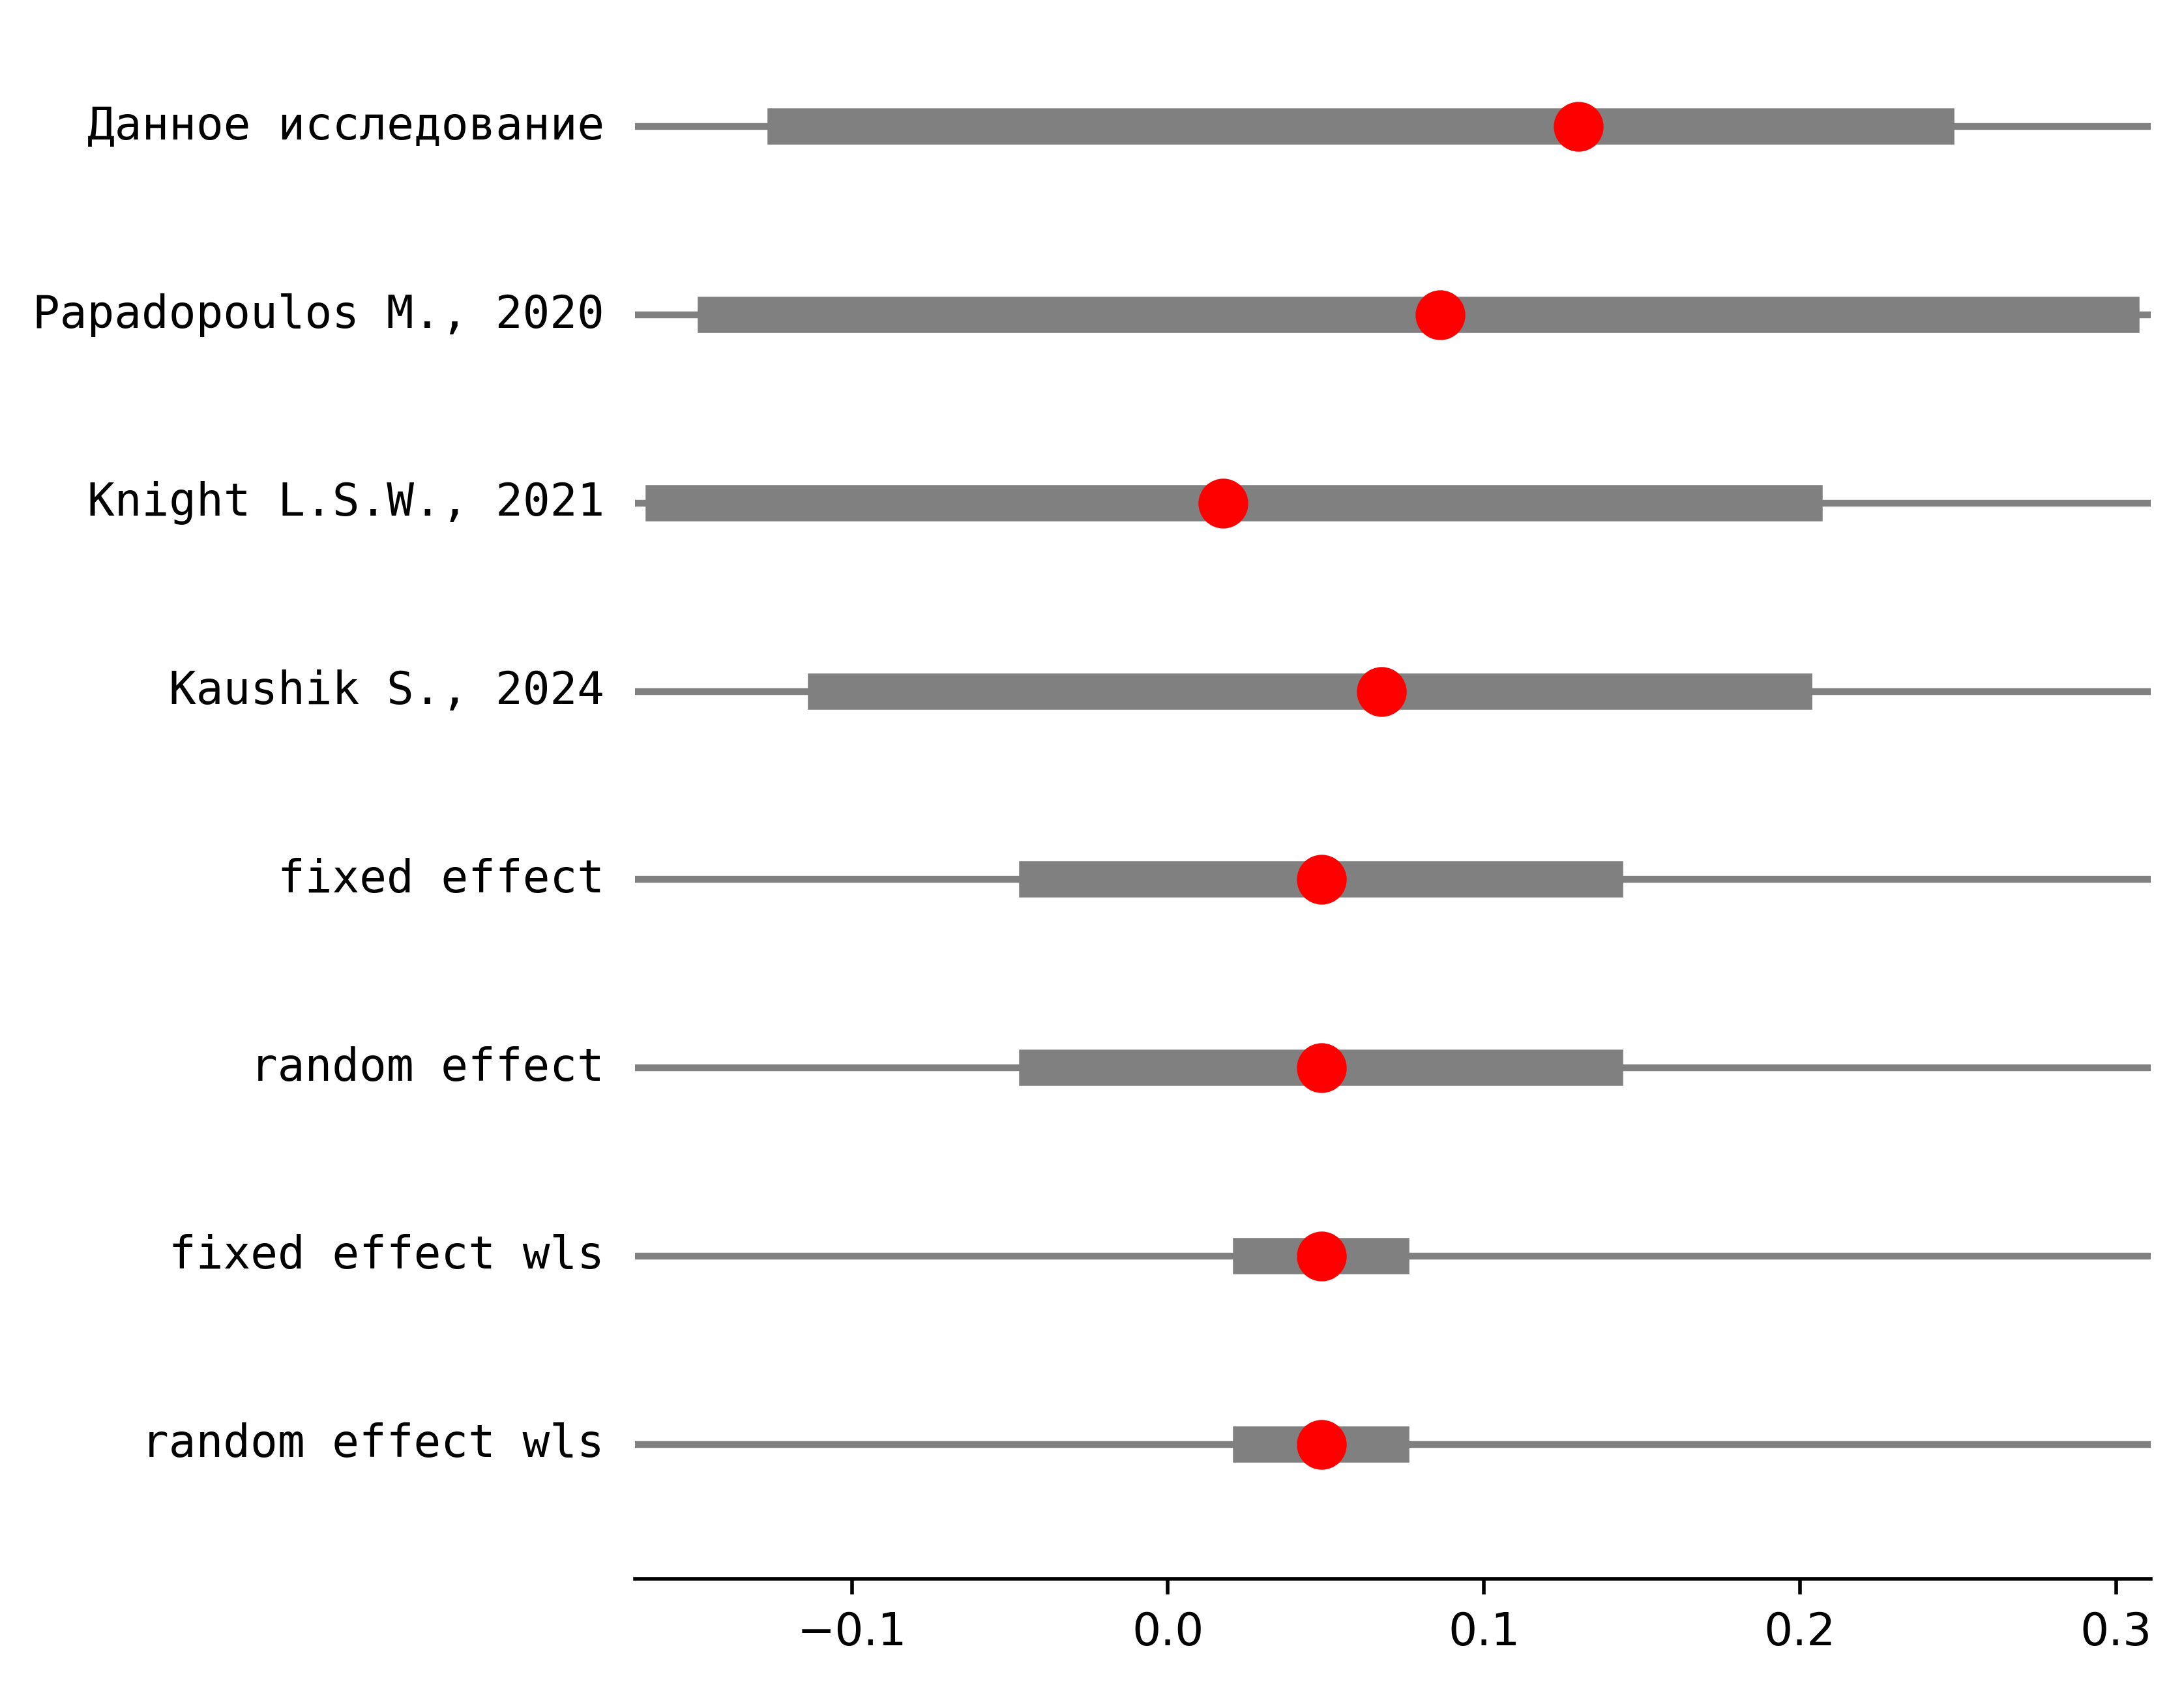 Данное исследование
Papadopoulos M., 2020
Knight L.S.W., 2021
Kaushik S., 2024
fixed effect
random effect
fixed effect wls
random effect wls
−0.1 0.0 0.1 0.2 0.3